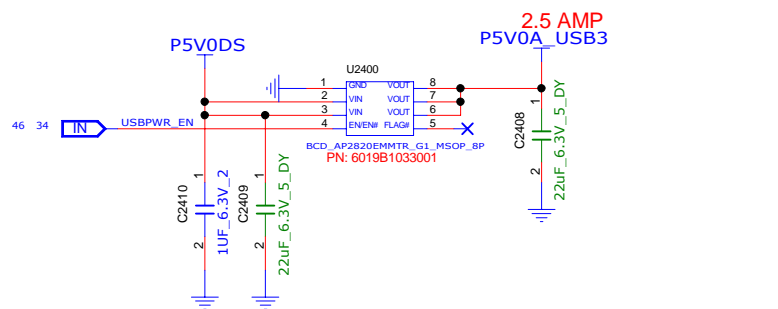 2.5 AMP
P5V0DS
P5V0A_USB3
U2400
1 GND VOUT 8
2 VIN VOUT 7
3 VIN VOUT 6
4 EN/EN# FLAG# 5
46 34 IN USBPWR_EN
BCD_AP2820EMMTR_G1_MSOP_8P
PN: 6019B1033001
1
C2408
2
22uF_6.3V_5_DY
1
C2410
2
1UF_6.3V_2
1
C2409
2
22uF_6.3V_5_DY